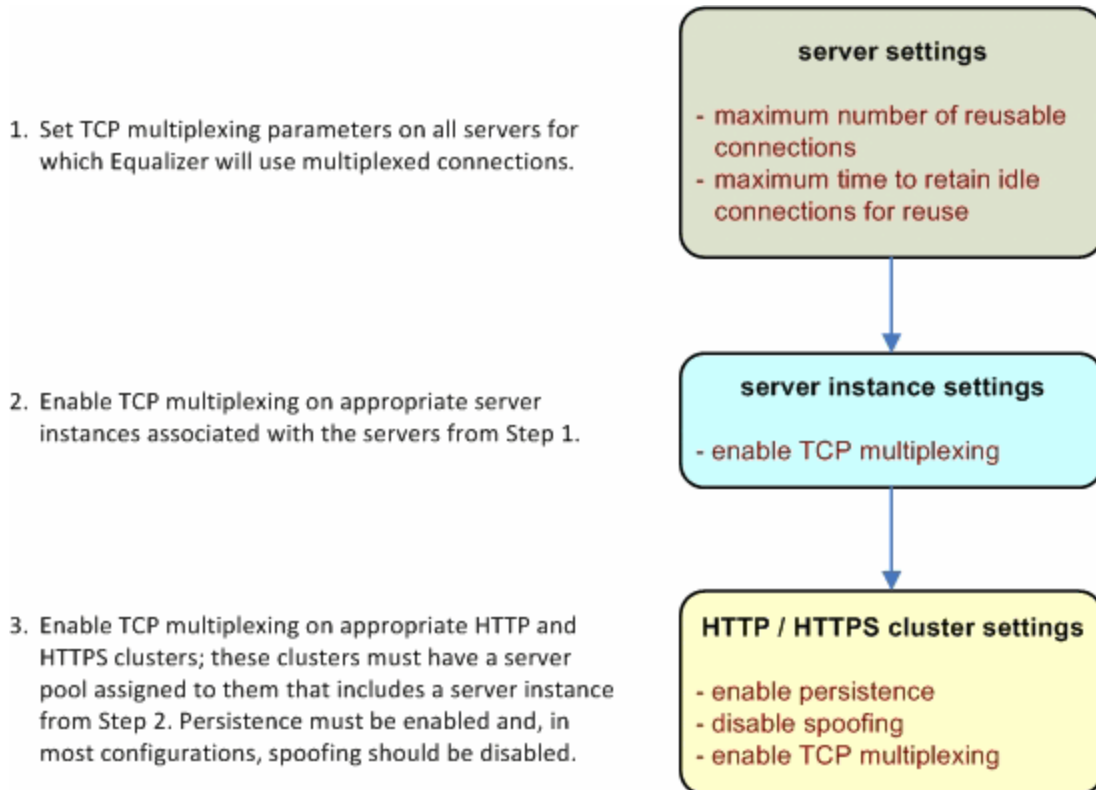 server settings
1. Set TCP multiplexing parameters on all servers for
which Equalizer will use multiplexed connections.
- maximum number of reusable
connections
- maximum time to retain idle
connections for reuse
server instance settings
2. Enable TCP multiplexing on appropriate server
instances associated with the servers from Step 1.
- enable TCP multiplexing
3. Enable TCP multiplexing on appropriate HTTP and
HTTPS clusters; these clusters must have a server
pool assigned to them that includes a server instance
from Step 2. Persistence must be enabled and, in
most configurations, spoofing should be disabled.
HTTP / HTTPS cluster settings
- enable persistence
- disable spoofing
- enable TCP multiplexing